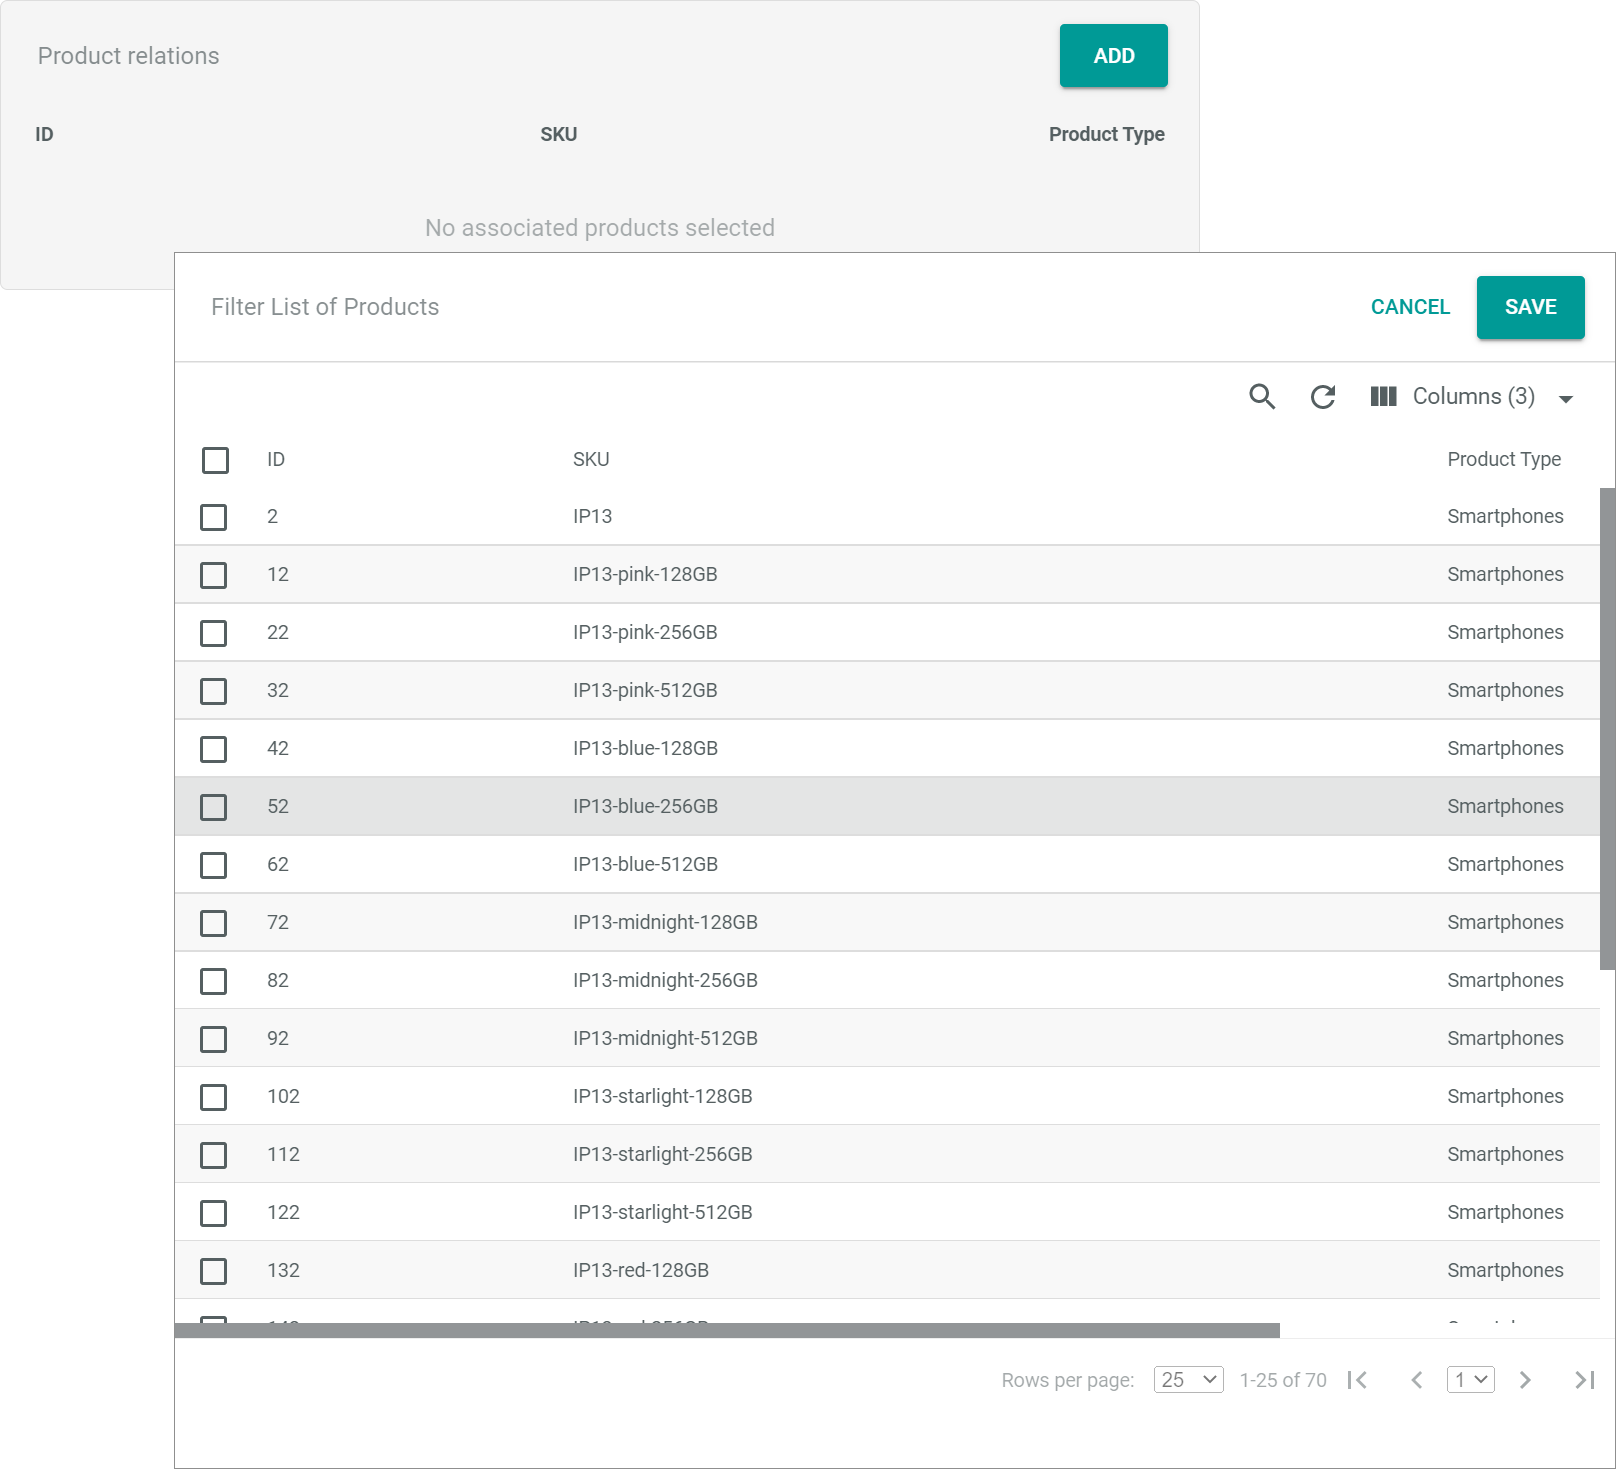 Product relations ADD
ID SKU Product Type
No associated products selected
Filter List of Products CANCEL SAVE
Columns (3)
ID SKU Product Type
2 IP13 Smartphones
12 IP13-pink-128GB Smartphones
22 IP13-pink-256GB Smartphones
32 IP13-pink-512GB Smartphones
42 IP13-blue-128GB Smartphones
52 IP13-blue-256GB Smartphones
62 IP13-blue-512GB Smartphones
72 IP13-midnight-128GB Smartphones
82 IP13-midnight-256GB Smartphones
92 IP13-midnight-512GB Smartphones
102 IP13-starlight-128GB Smartphones
112 IP13-starlight-256GB Smartphones
122 IP13-starlight-512GB Smartphones
132 IP13-red-128GB Smartphones
Rows per page: 25 1-25 of 70 1